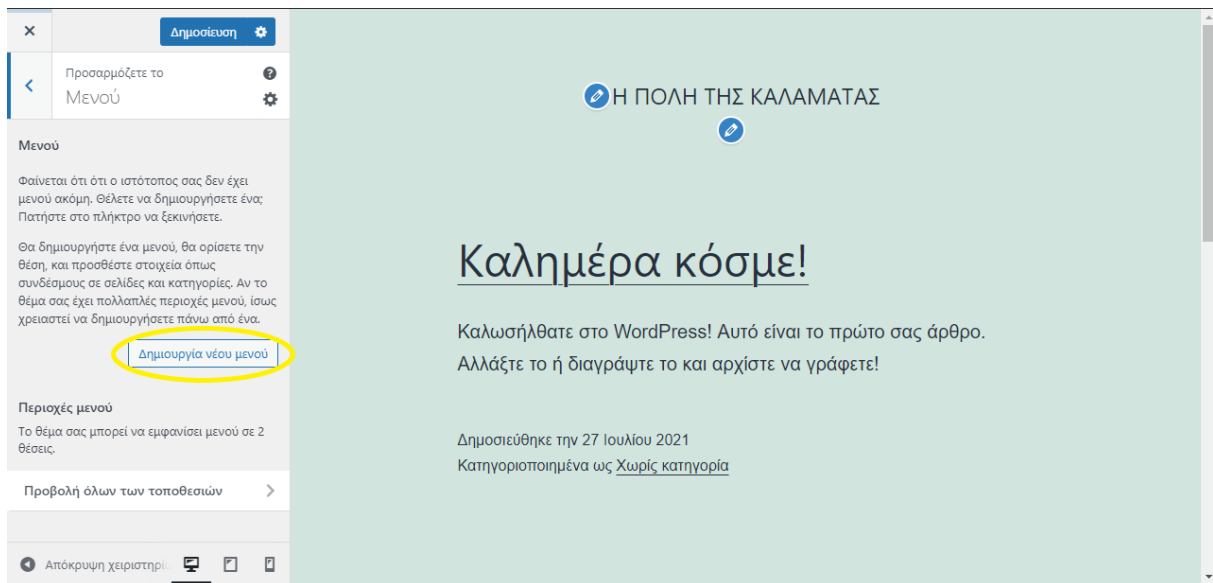 Δημοσίευση
Προσαρμόζετε το
Μενού
Μενού
Φαίνεται ότι ότι ο ιστότοπος σας δεν έχει
μενού ακόμη. Θέλετε να δημιουργήσετε ένα;
Πατήστε στο πλήκτρο να ξεκινήσετε.
Θα δημιουργήστε ένα μενού, θα ορίσετε την
θέση, και προσθέστε στοιχεία όπως
συνδέσμους σε σελίδες και κατηγορίες. Αν το
θέμα σας έχει πολλαπλές περιοχές μενού, ίσως
χρειαστεί να δημιουργήσετε πάνω από ένα.
Δημιουργία νέου μενού
Περιοχές μενού
Το θέμα σας μπορεί να εμφανίσει μενού σε 2
θέσεις.
Προβολή όλων των τοποθεσιών
Απόκρυψη χειριστηρί
Η ΠΟΛΗ ΤΗΣ ΚΑΛΑΜΑΤΑΣ
Καλημέρα κόσμε!
Καλωσήλθατε στο WordPress! Αυτό είναι το πρώτο σας άρθρο.
Αλλάξτε το ή διαγράψτε το και αρχίστε να γράφετε!
Δημοσιεύθηκε την 27 Ιουλίου 2021
Κατηγοριοποιημένα ως Χωρίς κατηγορία